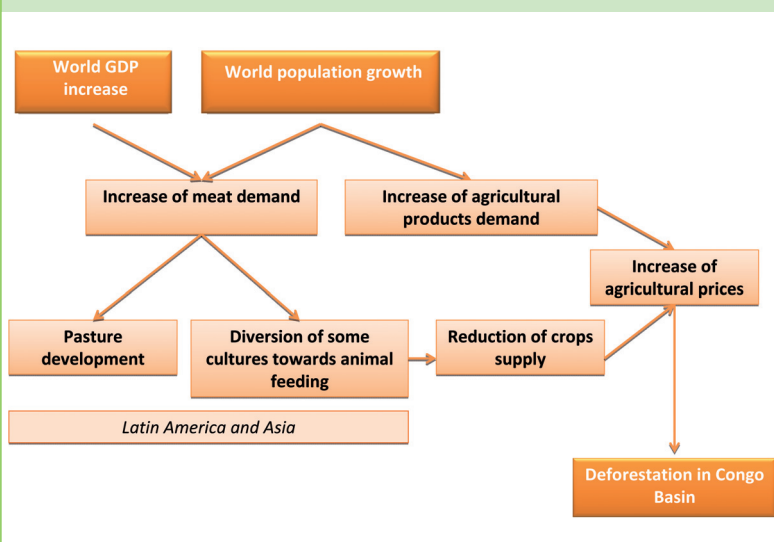 World GDP
increase
World population growth
Increase of meat demand
Increase of agricultural
products demand
Increase of
agricultural prices
Pasture
development
Diversion of some
cultures towards animal
feeding
Reduction of crops
supply
Latin America and Asia
Deforestation in Congo
Basin